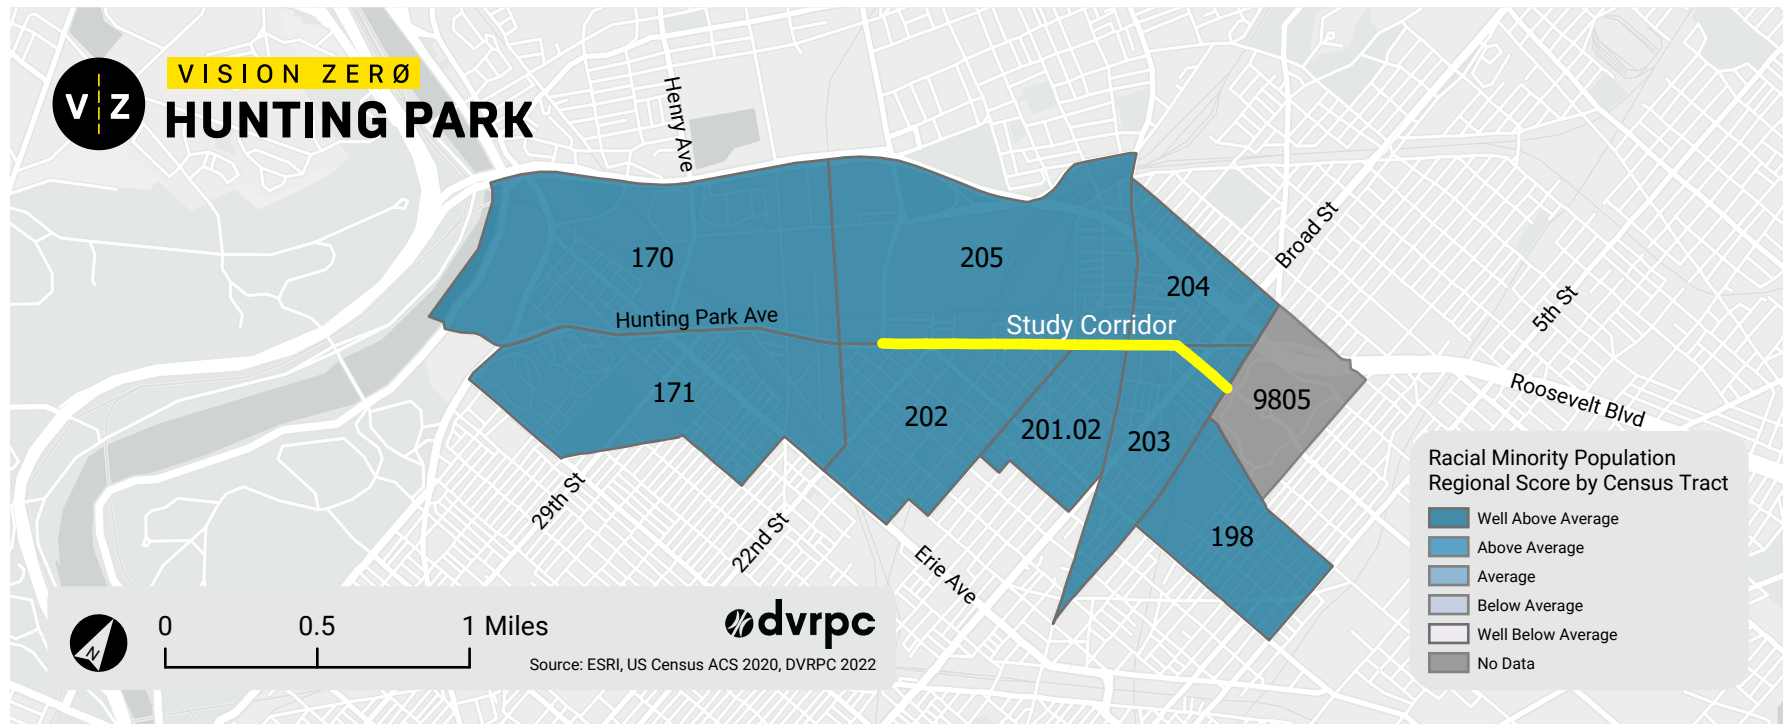 V Z
VISION ZERØ
HUNTING PARK
Henry Ave
Broad St
5th St
Roosevelt Blvd
170
205
204
Hunting Park Ave
Study Corridor
171
202
201.02
203
9805
198
29th St
22nd St
Erie Ave
Racial Minority Population
Regional Score by Census Tract
Well Above Average
Above Average
Average
Below Average
Well Below Average
No Data
N
0 0.5 1 Miles
dvrpc
Source: ESRI, US Census ACS 2020, DVRPC 2022